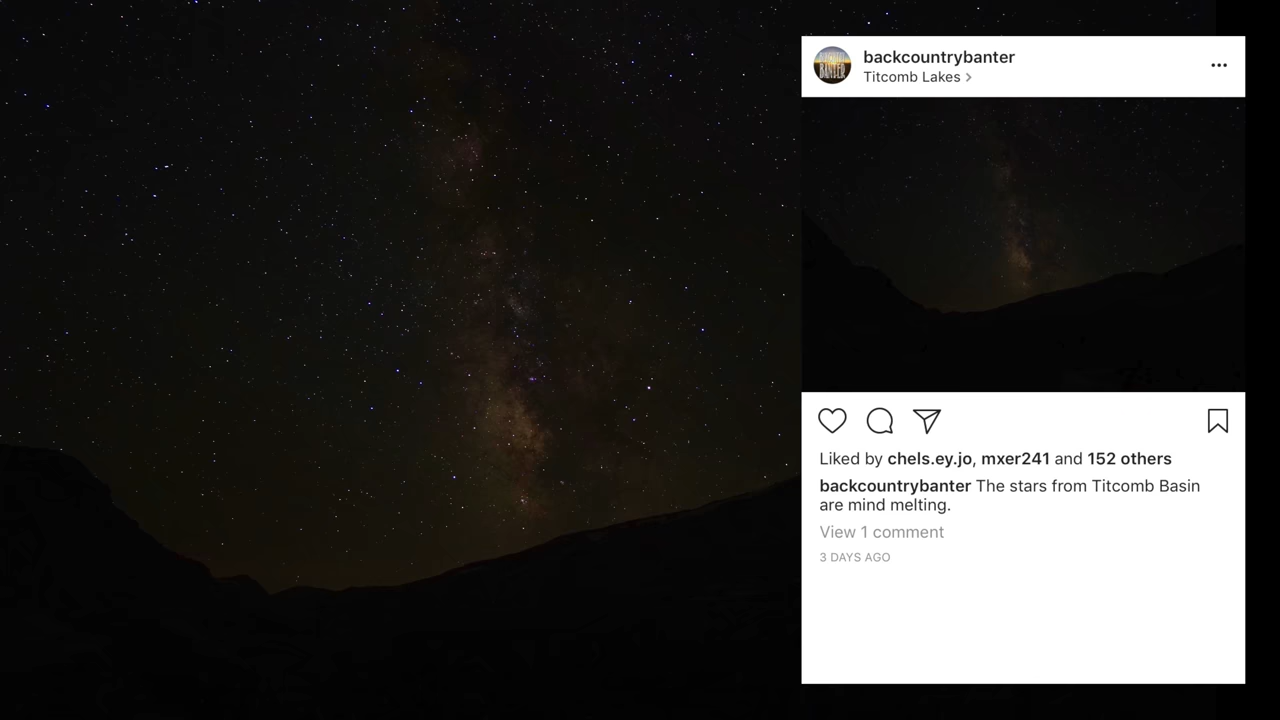 backcountrybanter
Titcomb Lakes >
Liked by chels.ey.jo, mxer241 and 152 others
backcountrybanter The stars from Titcomb Basin
are mind melting.
View 1 comment
3 DAYS AGO
BANTER